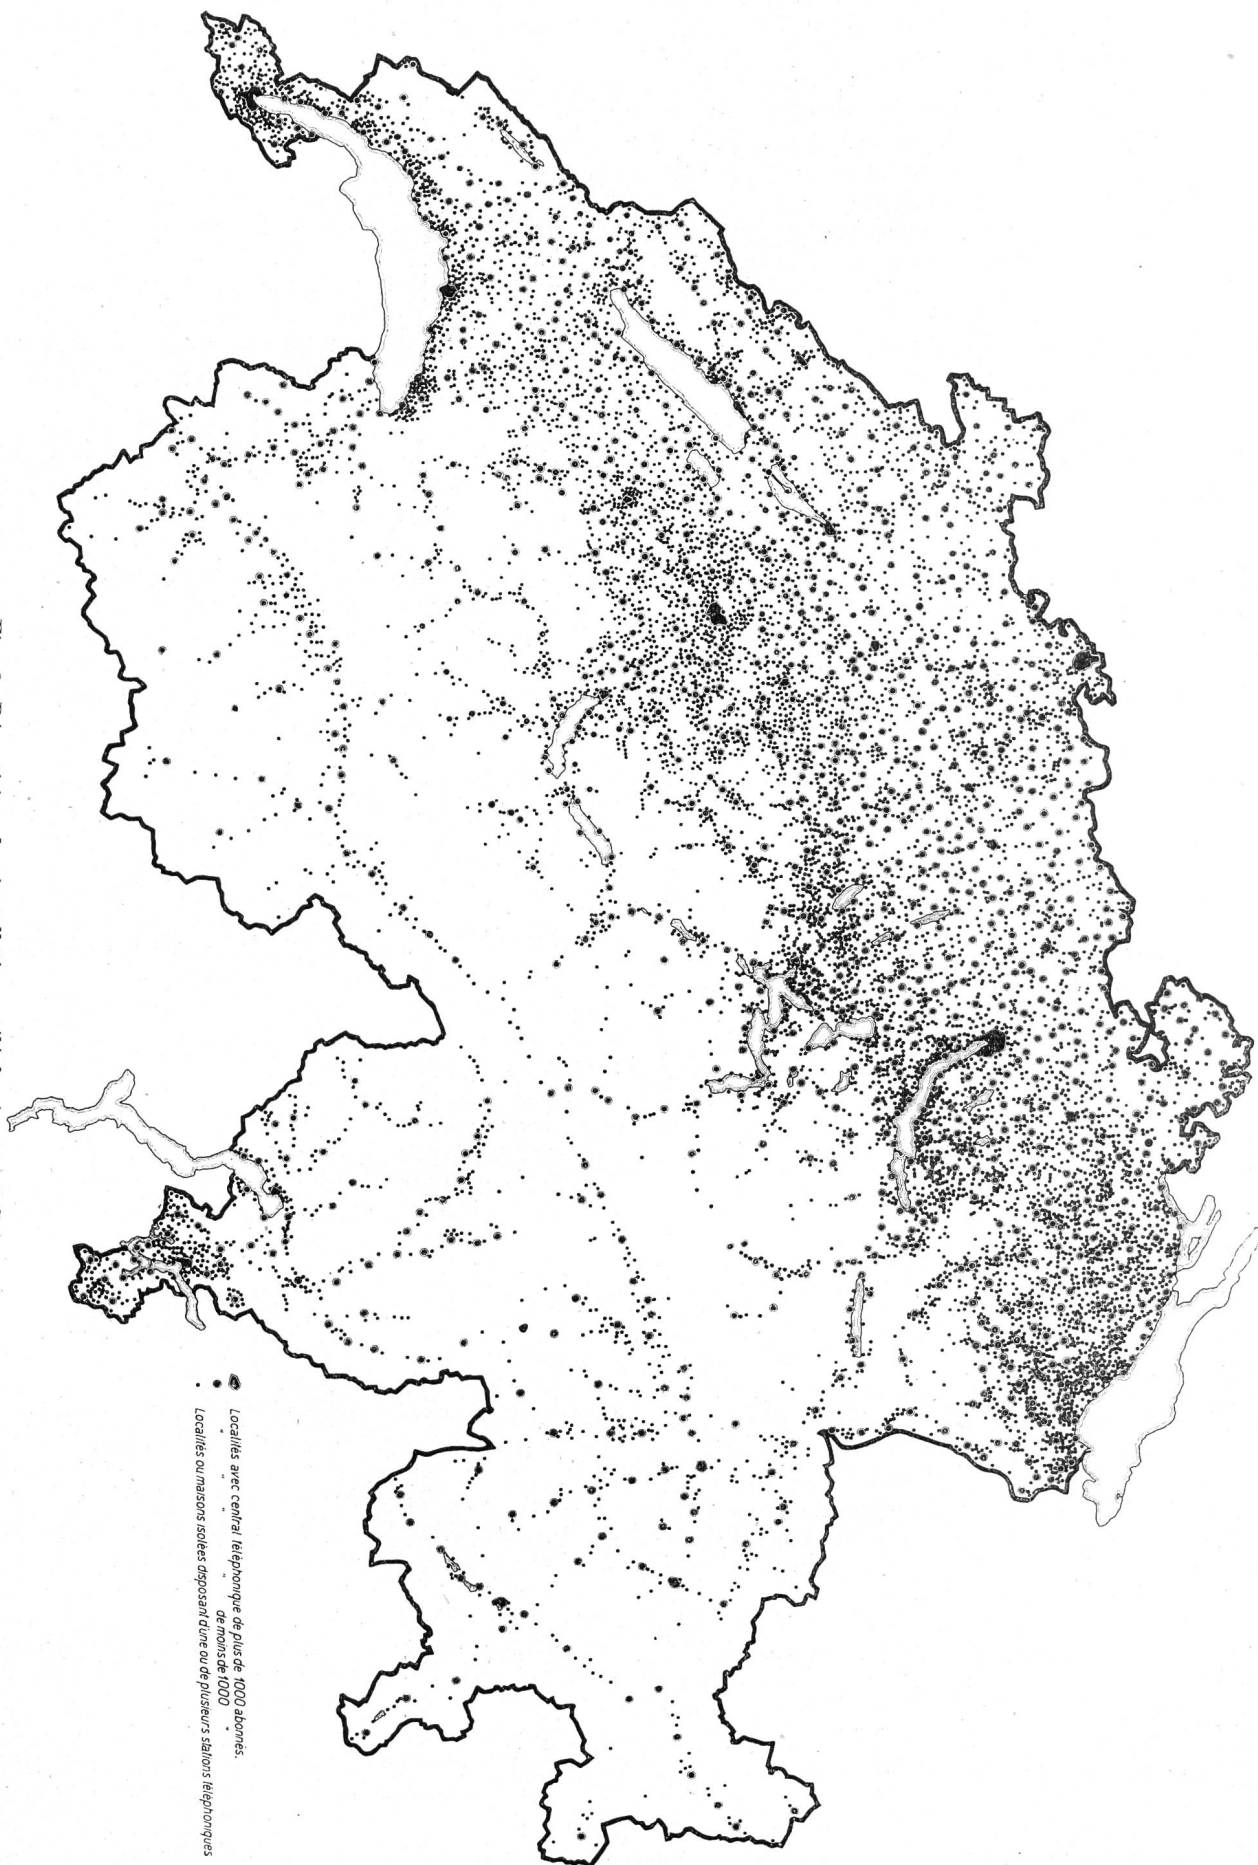 Localités avec central téléphonique de plus de 1000 abonnés.
" " " " de moins de 1000 "
Localités ou maisons isolées disposant d'une ou de plusieurs stations téléphoniques